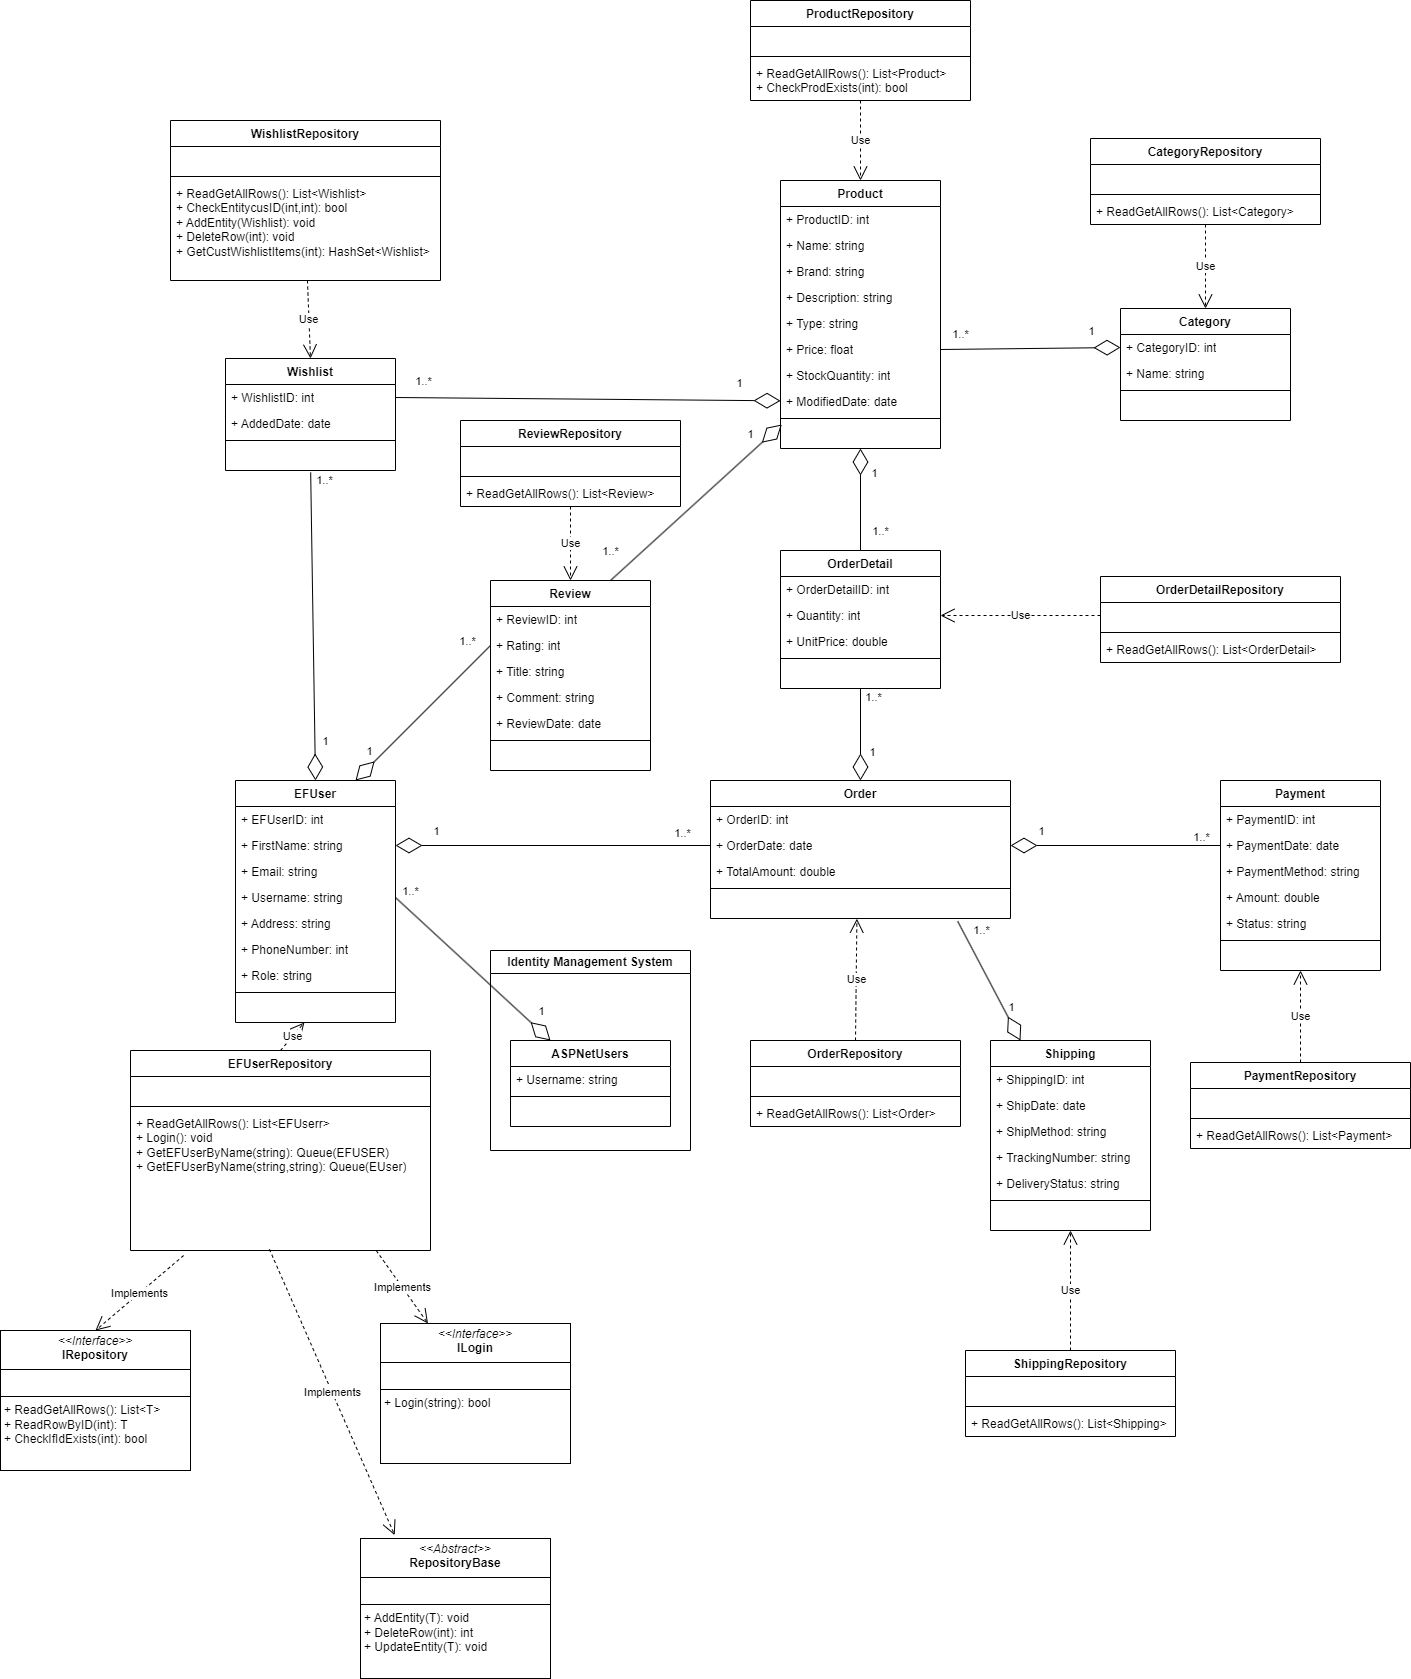 ProductRepository
+ ReadGetAllRows(): List<Product>
+ CheckProdExists(int): bool
Use
WishlistRepository
+ ReadGetAllRows(): List<Wishlist>
+ CheckEntitycusID(int,int): bool
+ AddEntity(Wishlist): void
+ DeleteRow(int): void
+ GetCustWishlistItems(int): HashSet<Wishlist>
Use
CategoryRepository
+ ReadGetAllRows(): List<Category>
Use
Product
+ ProductID: int
+ Name: string
+ Brand: string
+ Description: string
+ Type: string
+ Price: float
+ StockQuantity: int
+ ModifiedDate: date
1..*
1
Category
+ CategoryID: int
+ Name: string
Wishlist
+ WishlistID: int
+ AddedDate: date
1..*
1
1..*
1
ReviewRepository
+ ReadGetAllRows(): List<Review>
Use
1
1..*
1
1..*
Review
+ ReviewID: int
+ Rating: int
+ Title: string
+ Comment: string
+ ReviewDate: date
1..*
1
OrderDetail
+ OrderDetailID: int
+ Quantity: int
+ UnitPrice: double
Use
OrderDetailRepository
+ ReadGetAllRows(): List<OrderDetail>
1..*
1
EFUser
+ EFUserID: int
+ FirstName: string
+ Email: string
+ Username: string
+ Address: string
+ PhoneNumber: int
+ Role: string
1
1..*
Order
+ OrderID: int
+ OrderDate: date
+ TotalAmount: double
1
1..*
Payment
+ PaymentID: int
+ PaymentDate: date
+ PaymentMethod: string
+ Amount: double
+ Status: string
1..*
1
Identity Management System
ASPNetUsers
+ Username: string
Use
EFUserRepository
+ ReadGetAllRows(): List<EFUserr>
+ Login(): void
+ GetEFUserByName(string): Queue(EFUSER)
+ GetEFUserByName(string,string): Queue(EUser)
Use
OrderRepository
+ ReadGetAllRows(): List<Order>
1..*
1
Shipping
+ ShippingID: int
+ ShipDate: date
+ ShipMethod: string
+ TrackingNumber: string
+ DeliveryStatus: string
Use
PaymentRepository
+ ReadGetAllRows(): List<Payment>
Use
ShippingRepository
+ ReadGetAllRows(): List<Shipping>
Implements
Implements
Implements
<<Interface>>
IRepository
+ ReadGetAllRows(): List<T>
+ ReadRowByID(int): T
+ CheckIfIdExists(int): bool
<<Interface>>
ILogin
+ Login(string): bool
<<Abstract>>
RepositoryBase
+ AddEntity(T): void
+ DeleteRow(int): int
+ UpdateEntity(T): void